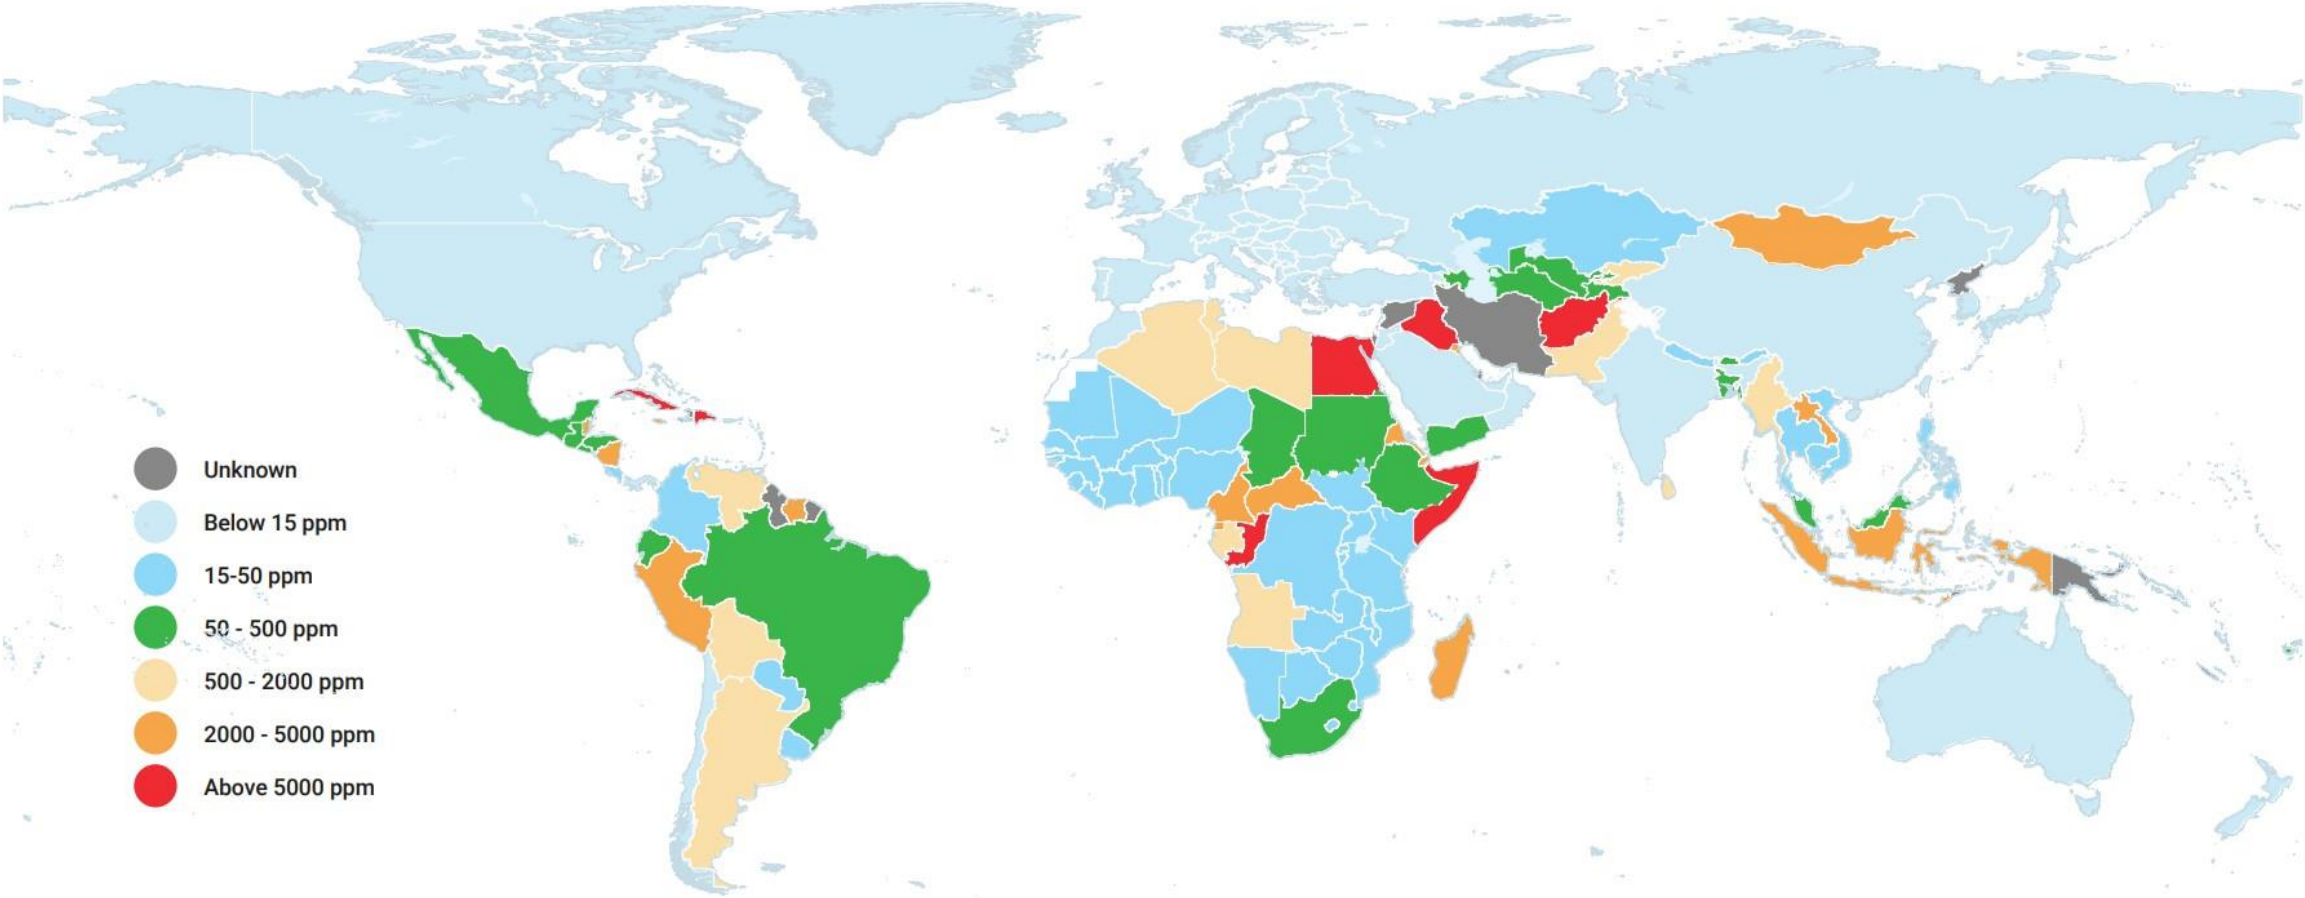 Unknown
Below 15 ppm
15-50 ppm
50 - 500 ppm
500 - 2000 ppm
2000 - 5000 ppm
Above 5000 ppm